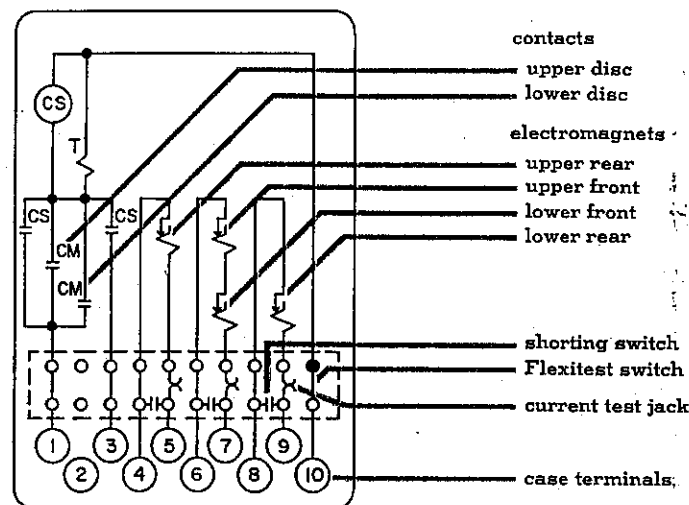 contacts
upper disc
lower disc
CS
electromagnets
T
upper rear
upper front
lower front
lower rear
CS
CS
CM
CM
shorting switch
Flexitest switch
current test jack
1
3
5
7
9
2
4
6
8
10
case terminals